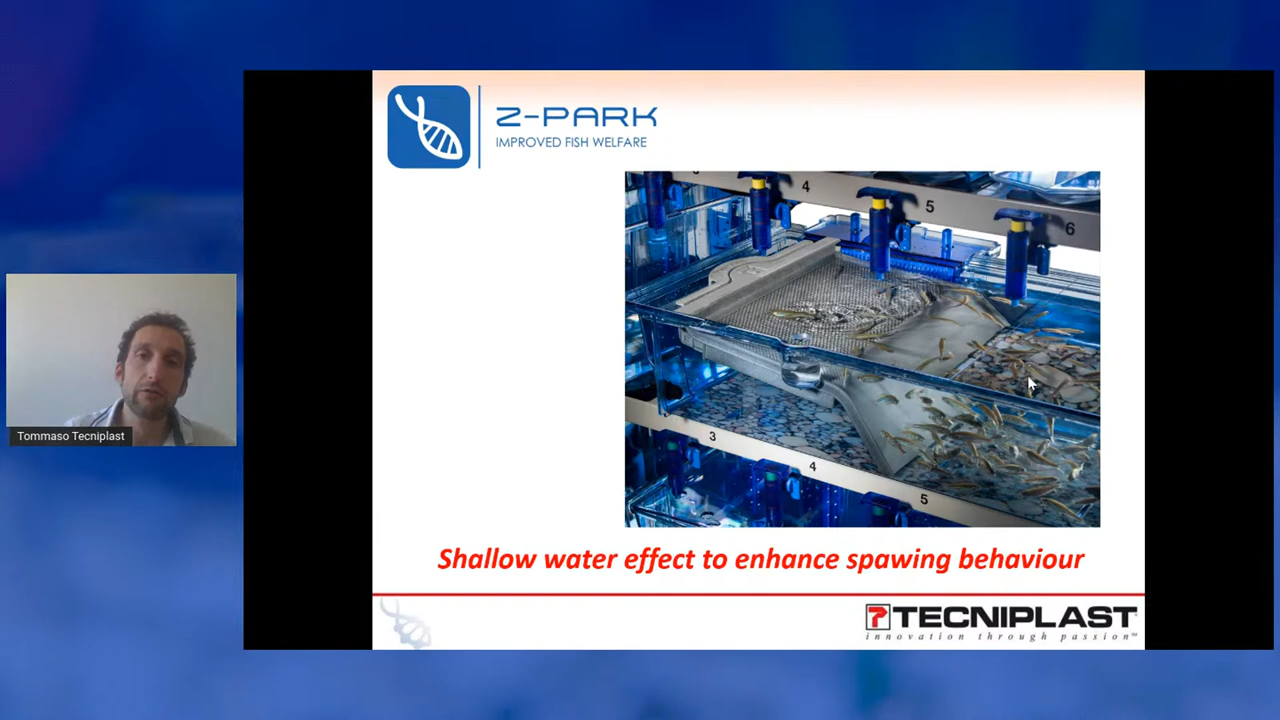 Z-PARK
IMPROVED FISH WELFARE
4
5
6
3
4
5
Tommaso Tecniplast
Shallow water effect to enhance spawing behaviour
TECNIPLAST
innovation through passion